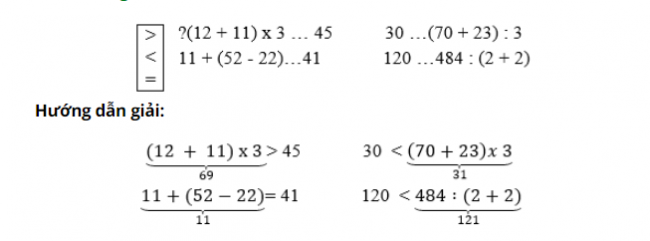 > ?(12 + 11) x 3 … 45 30 …(70 + 23) : 3
< 11 + (52 - 22)…41 120 …484 : (2 + 2)
=
Hướng dẫn giải:
(12 + 11) x 3 > 45 30 < (70 + 23)x 3
69 31
11 + (52 − 22)= 41 120 < 484 : (2 + 2)
11 121